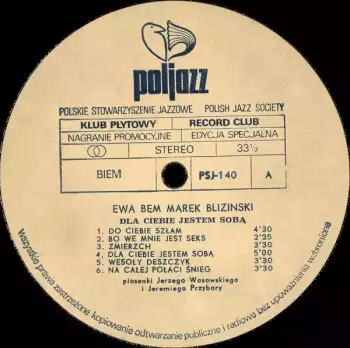 poljazz
POLSKIE STOWARZYSZENIE JAZZOWE POLISH JAZZ SOCIETY
KLUB PŁYTOWY RECORD CLUB
NAGRANIE PROMOCYJNE EDYCJA SPECJALNA
STEREO 33 1/3
BIEM PSJ-140 A
EWA BEM MAREK BLIZINSKI
DLA CIEBIE JESTEM SOBĄ
1. DO CIEBIE SZŁAM 4'30
2. BO WE MNIE JEST SEKS 2'25
3. ZMIERZCH 3'30
4. DLA CIEBIE JESTEM SOBĄ 5'00
5. WESOŁY DESZCZYK 3'30
6. NA CAŁEJ POŁACI ŚNIEG 3'30
piosenki Jerzego Wasowskiego
i Jeremiego Przybory
wszystkie prawa zastrzeżone kopiowanie odtwarzanie publiczne i radiowe bez upoważnienia wzbronione